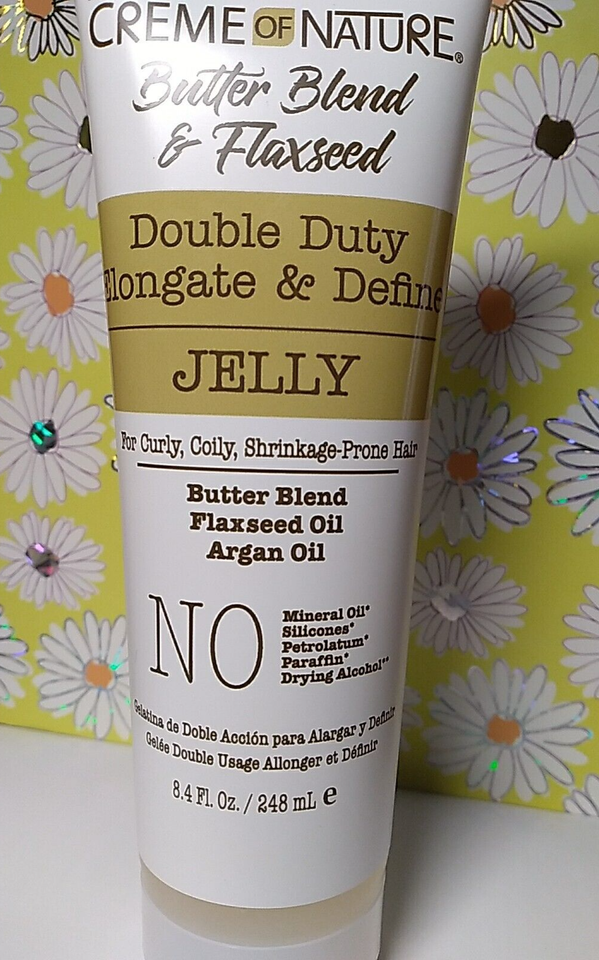 CREME OF NATURE®
Butter Blend
& Flaxseed
Double Duty
Elongate & Define
JELLY
For Curly, Coily, Shrinkage-Prone Hair
Butter Blend
Flaxseed Oil
Argan Oil
NO
Mineral Oil*
Silicones*
Petrolatum*
Paraffin*
Drying Alcohol**
Gelatina de Doble Acción para Alargar y Definir
Gelée Double Usage Allonger et Définir
8.4 Fl. Oz. / 248 mL e